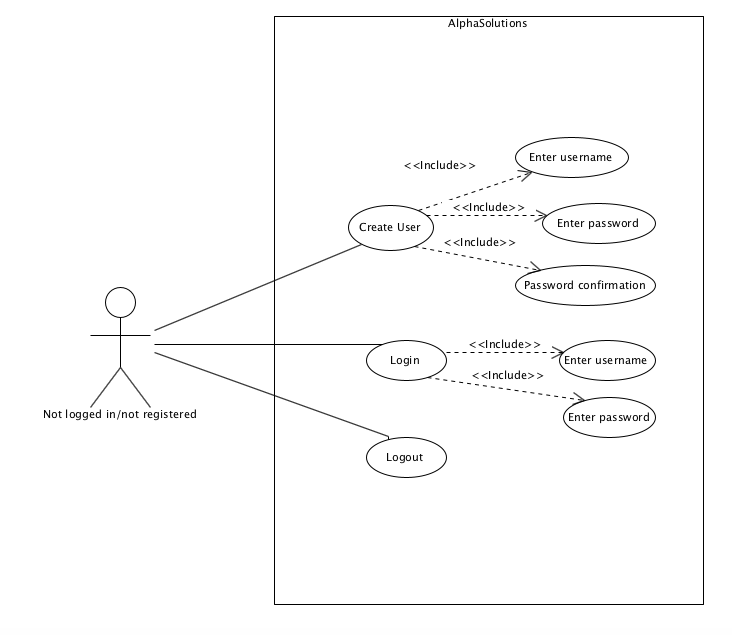 AlphaSolutions
<<Include>>
Enter username
<<Include>>
Enter password
Create User
<<Include>>
Password confirmation
<<Include>>
Enter username
Login
<<Include>>
Enter password
Not logged in/not registered
Logout